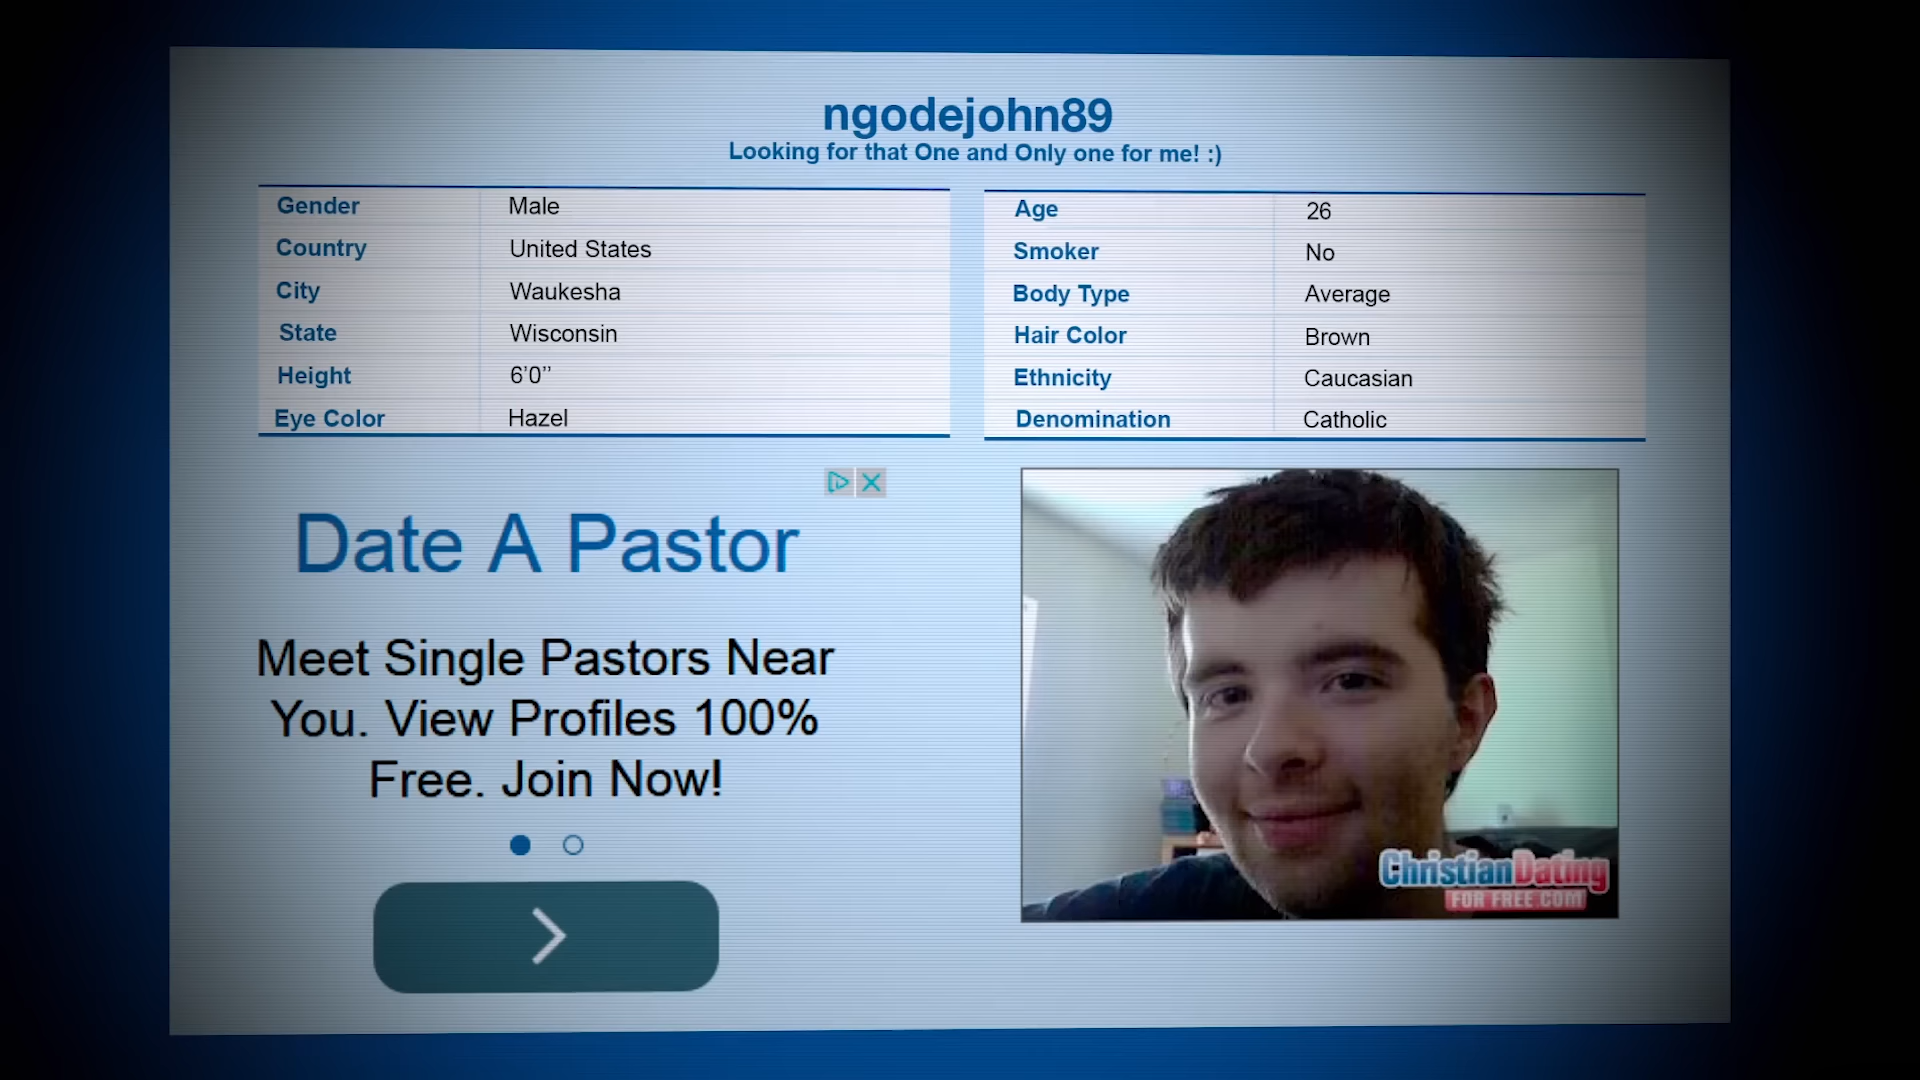 ngodejohn89
Looking for that One and Only one for me! :)
Gender Male
Country United States
City Waukesha
State Wisconsin
Height 6'0’’
Eye Color Hazel
Age 26
Smoker No
Body Type Average
Hair Color Brown
Ethnicity Caucasian
Denomination Catholic
Date A Pastor
Meet Single Pastors Near
You. View Profiles 100%
Free. Join Now!
ChristianDating
FOR FREE COM